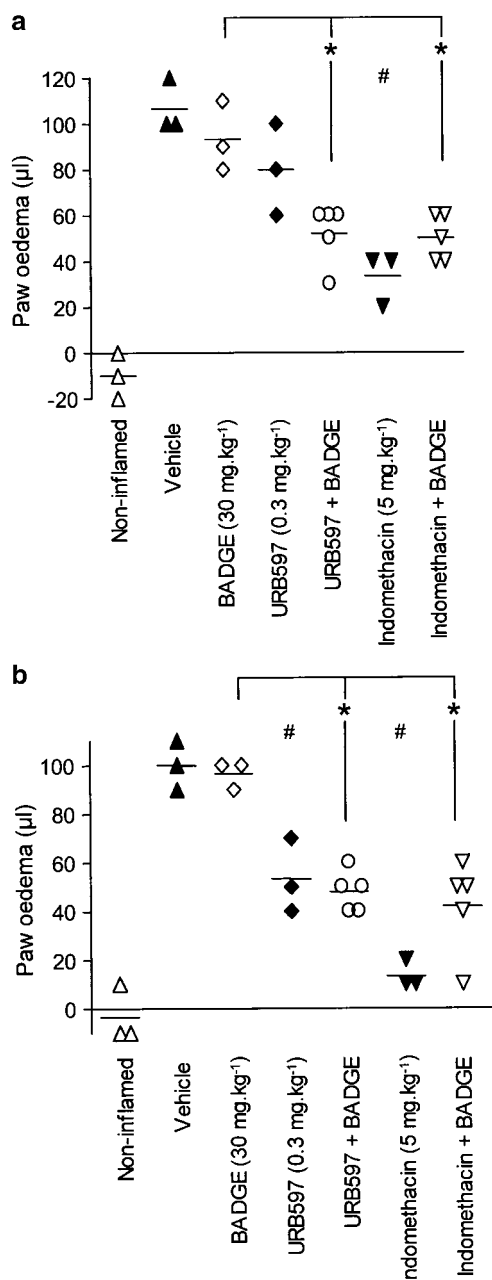 a
* *
#
120
100
80
60
40
20
0
-20
Paw oedema (µl)
Non-inflamed
Vehicle
BADGE (30 mg.kg⁻¹)
URB597 (0.3 mg.kg⁻¹)
URB597 + BADGE
Indomethacin (5 mg.kg⁻¹)
Indomethacin + BADGE
b
* *
# #
100
80
60
40
20
0
Paw oedema (µl)
Non-inflamed
Vehicle
BADGE (30 mg.kg⁻¹)
URB597 (0.3 mg.kg⁻¹)
URB597 + BADGE
ndomethacin (5 mg.kg⁻¹)
Indomethacin + BADGE